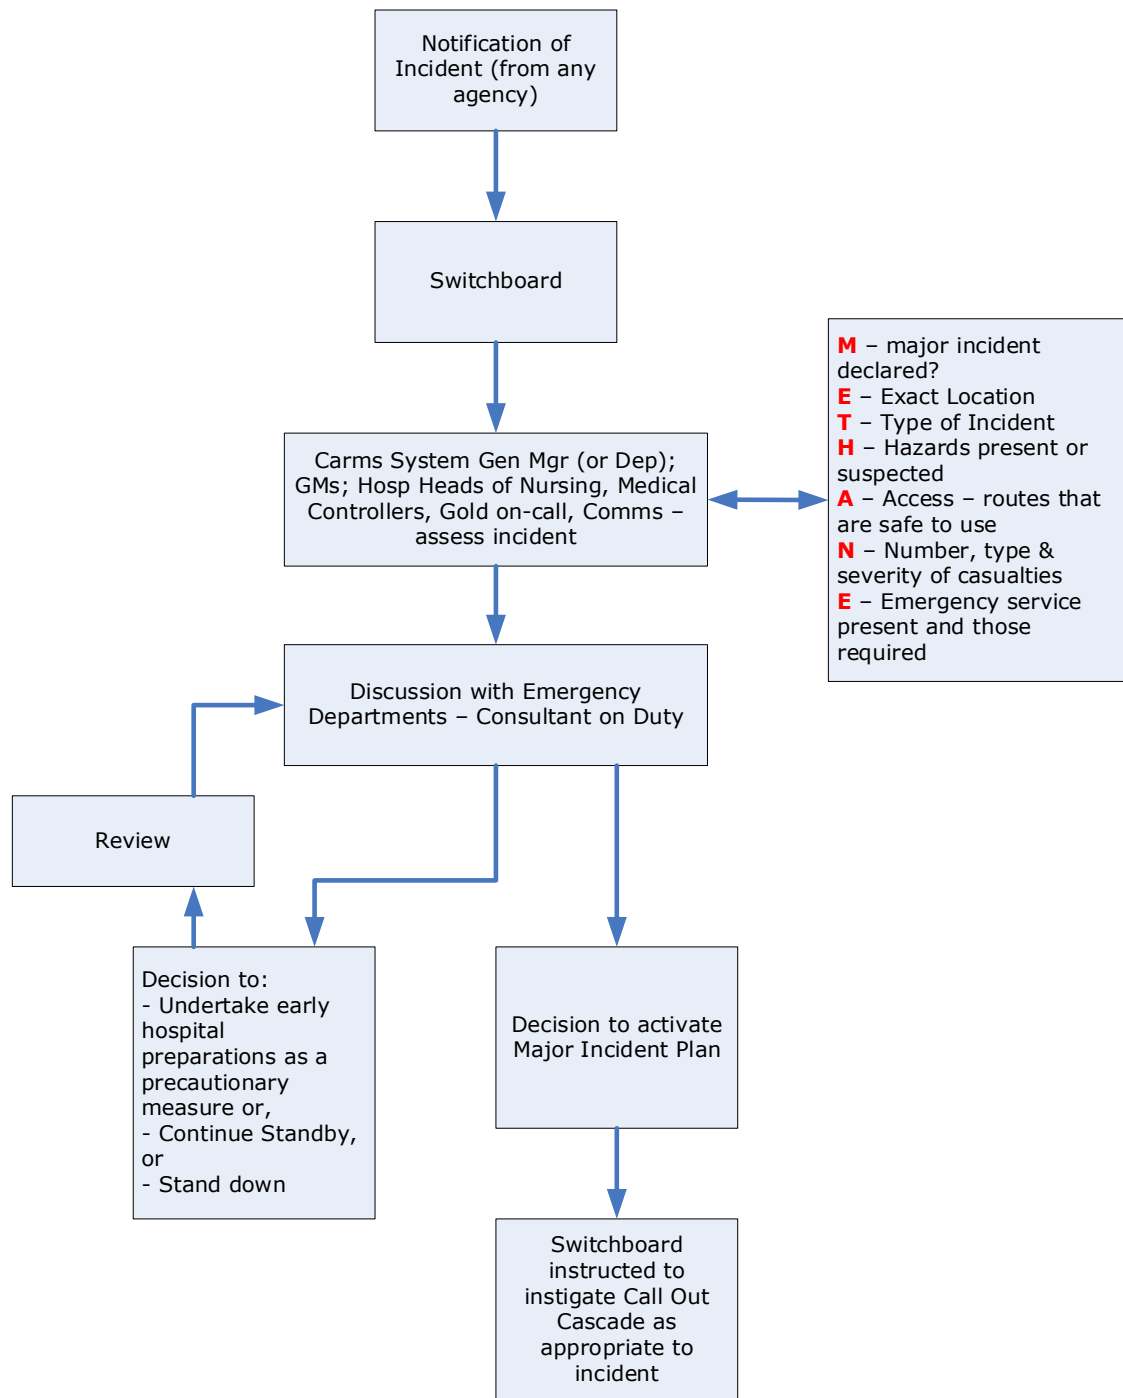 Notification of
Incident (from any
agency)
Switchboard
M – major incident
declared?
E – Exact Location
T – Type of Incident
H – Hazards present or
suspected
A – Access – routes that
are safe to use
N – Number, type &
severity of casualties
E – Emergency service
present and those
required
Carms System Gen Mgr (or Dep);
GMs; Hosp Heads of Nursing, Medical
Controllers, Gold on-call, Comms –
assess incident
Discussion with Emergency
Departments – Consultant on Duty
Review
Decision to:
- Undertake early
hospital
preparations as a
precautionary
measure or,
- Continue Standby,
or
- Stand down
Decision to activate
Major Incident Plan
Switchboard
instructed to
instigate Call Out
Cascade as
appropriate to
incident